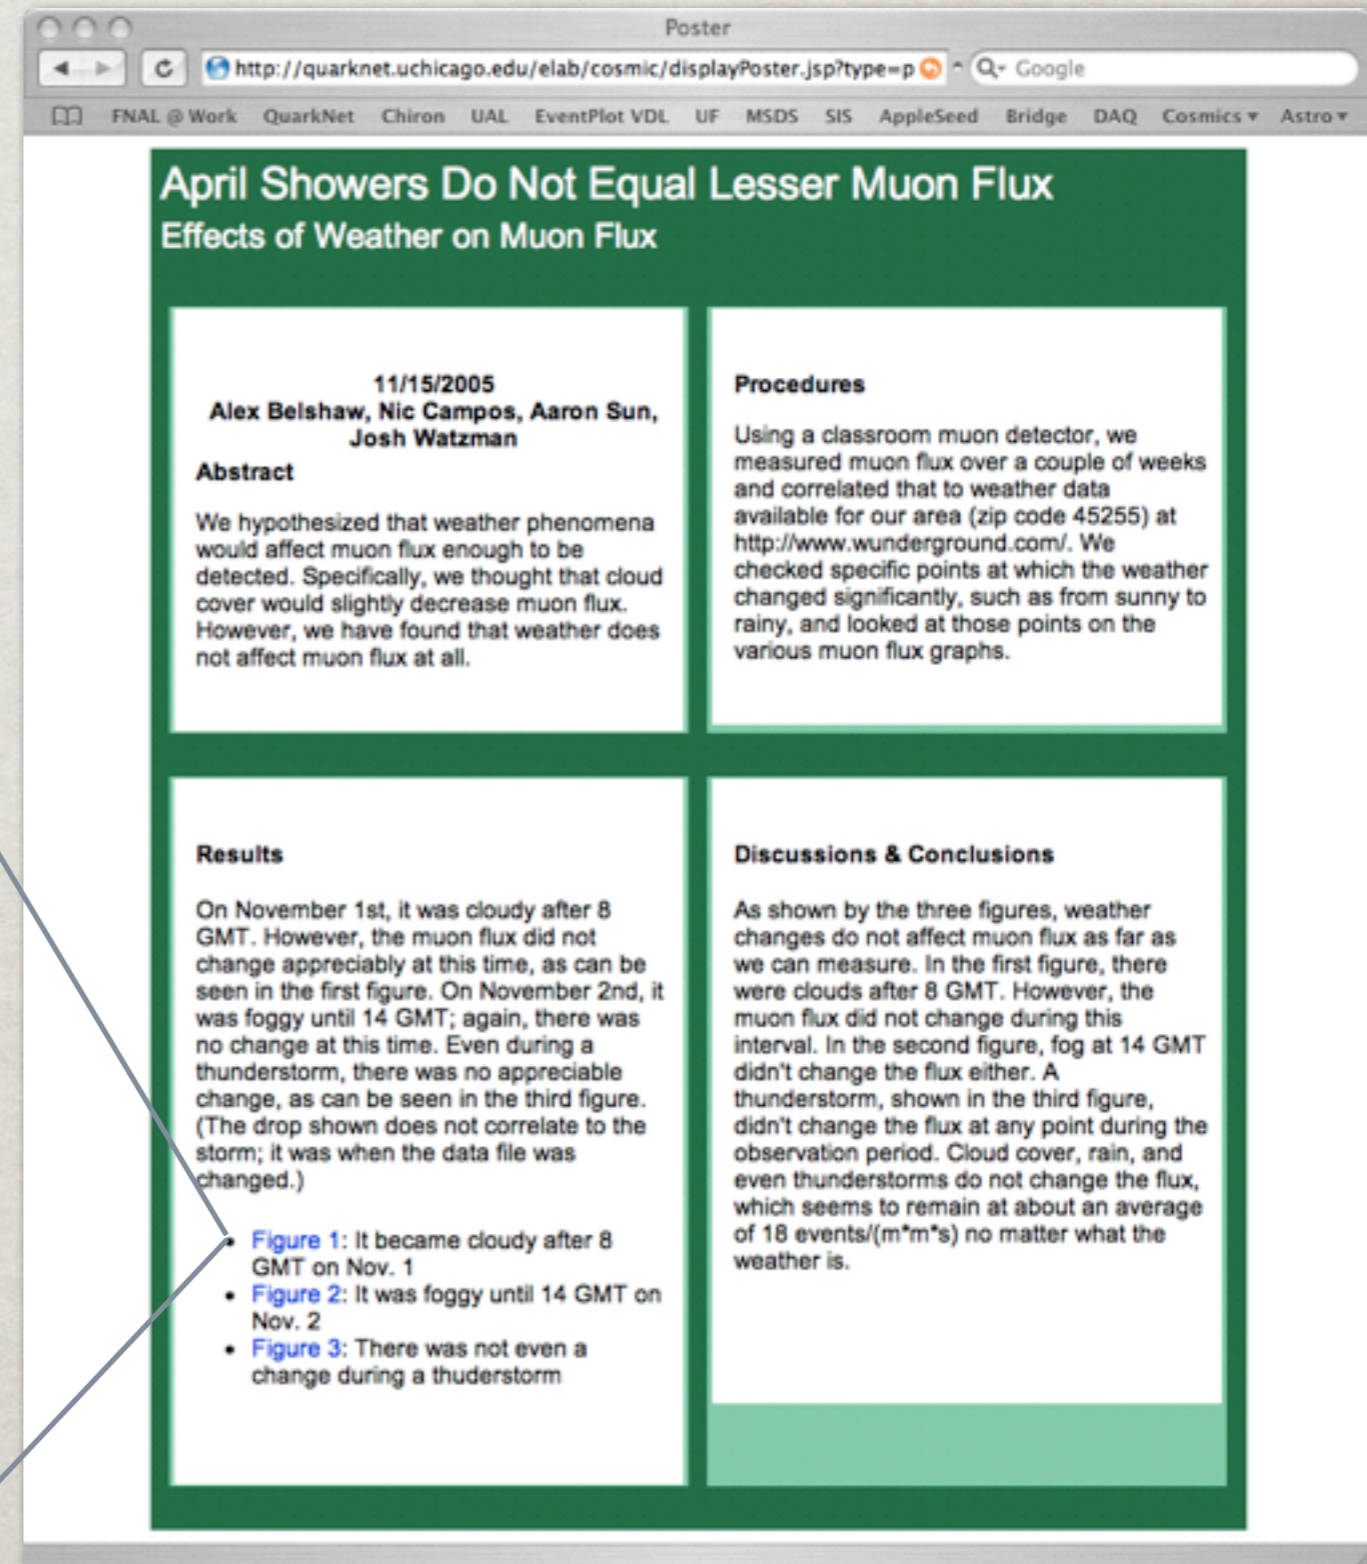 Poster
http://quarknet.uchicago.edu/elab/cosmic/displayPoster.jsp?type=p
Google
FNAL @ Work QuarkNet Chiron UAL EventPlot VDL UF MSDS SIS AppleSeed Bridge DAQ Cosmics Astro
April Showers Do Not Equal Lesser Muon Flux
Effects of Weather on Muon Flux
11/15/2005
Alex Belshaw, Nic Campos, Aaron Sun,
Josh Watzman
Abstract
We hypothesized that weather phenomena
would affect muon flux enough to be
detected. Specifically, we thought that cloud
cover would slightly decrease muon flux.
However, we have found that weather does
not affect muon flux at all.
Procedures
Using a classroom muon detector, we
measured muon flux over a couple of weeks
and correlated that to weather data
available for our area (zip code 45255) at
http://www.wunderground.com/. We
checked specific points at which the weather
changed significantly, such as from sunny to
rainy, and looked at those points on the
various muon flux graphs.
Results
On November 1st, it was cloudy after 8
GMT. However, the muon flux did not
change appreciably at this time, as can be
seen in the first figure. On November 2nd, it
was foggy until 14 GMT; again, there was
no change at this time. Even during a
thunderstorm, there was no appreciable
change, as can be seen in the third figure.
(The drop shown does not correlate to the
storm; it was when the data file was
changed.)
• Figure 1: It became cloudy after 8
GMT on Nov. 1
• Figure 2: It was foggy until 14 GMT on
Nov. 2
• Figure 3: There was not even a
change during a thuderstorm
Discussions & Conclusions
As shown by the three figures, weather
changes do not affect muon flux as far as
we can measure. In the first figure, there
were clouds after 8 GMT. However, the
muon flux did not change during this
interval. In the second figure, fog at 14 GMT
didn't change the flux either. A
thunderstorm, shown in the third figure,
didn't change the flux at any point during the
observation period. Cloud cover, rain, and
even thunderstorms do not change the flux,
which seems to remain at about an average
of 18 events/(m*m*s) no matter what the
weather is.